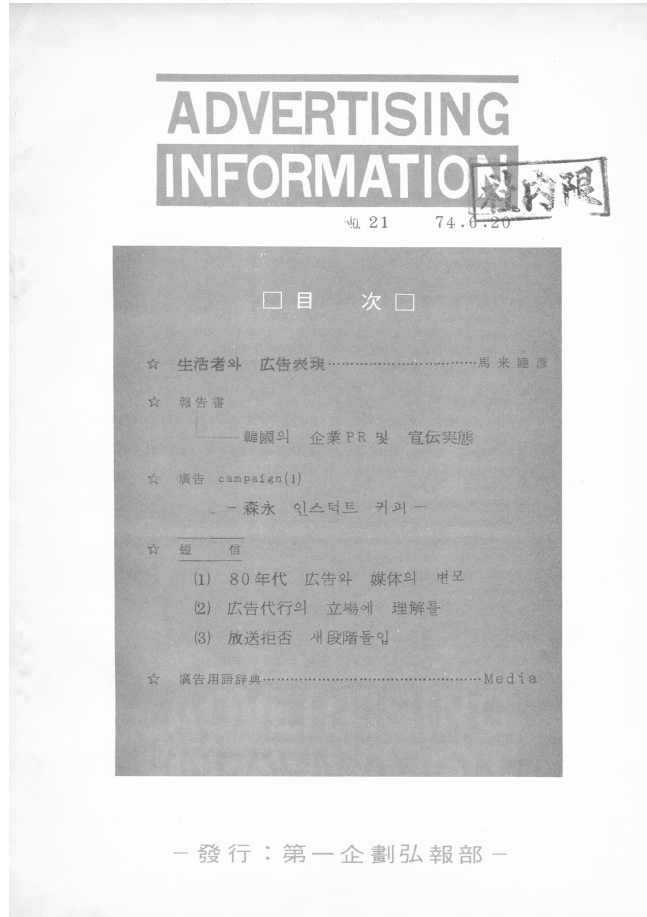 ADVERTISING
INFORMATION
社内限
No. 21 74.6.20
□目 次□
☆ 生活者와 広告表現……………………………馬来建彦
☆ 報告書
韓國의 企業PR 및 宣伝実態
☆ 廣告 campaign(1)
— 森永 인스턴트 커피 —
☆ 短 信
(1) 80年代 広告와 媒体의 변모
(2) 広告代行의 立場에 理解를
(3) 放送拒否 새段階돌입
☆ 廣告用語辞典………………………………………Media
— 發行：第一企劃弘報部 —